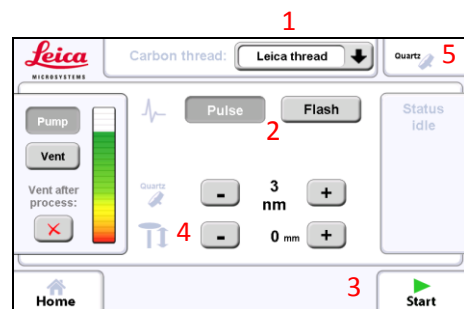 1
Leica
MICROSYSTEMS
Carbon thread: Leica thread
Quartz 5
Pump
Vent
Vent after
process:
Pulse Flash
2
Quartz
- 3 +
nm
4 - 0 mm +
Status
Idle
Home
3
Start